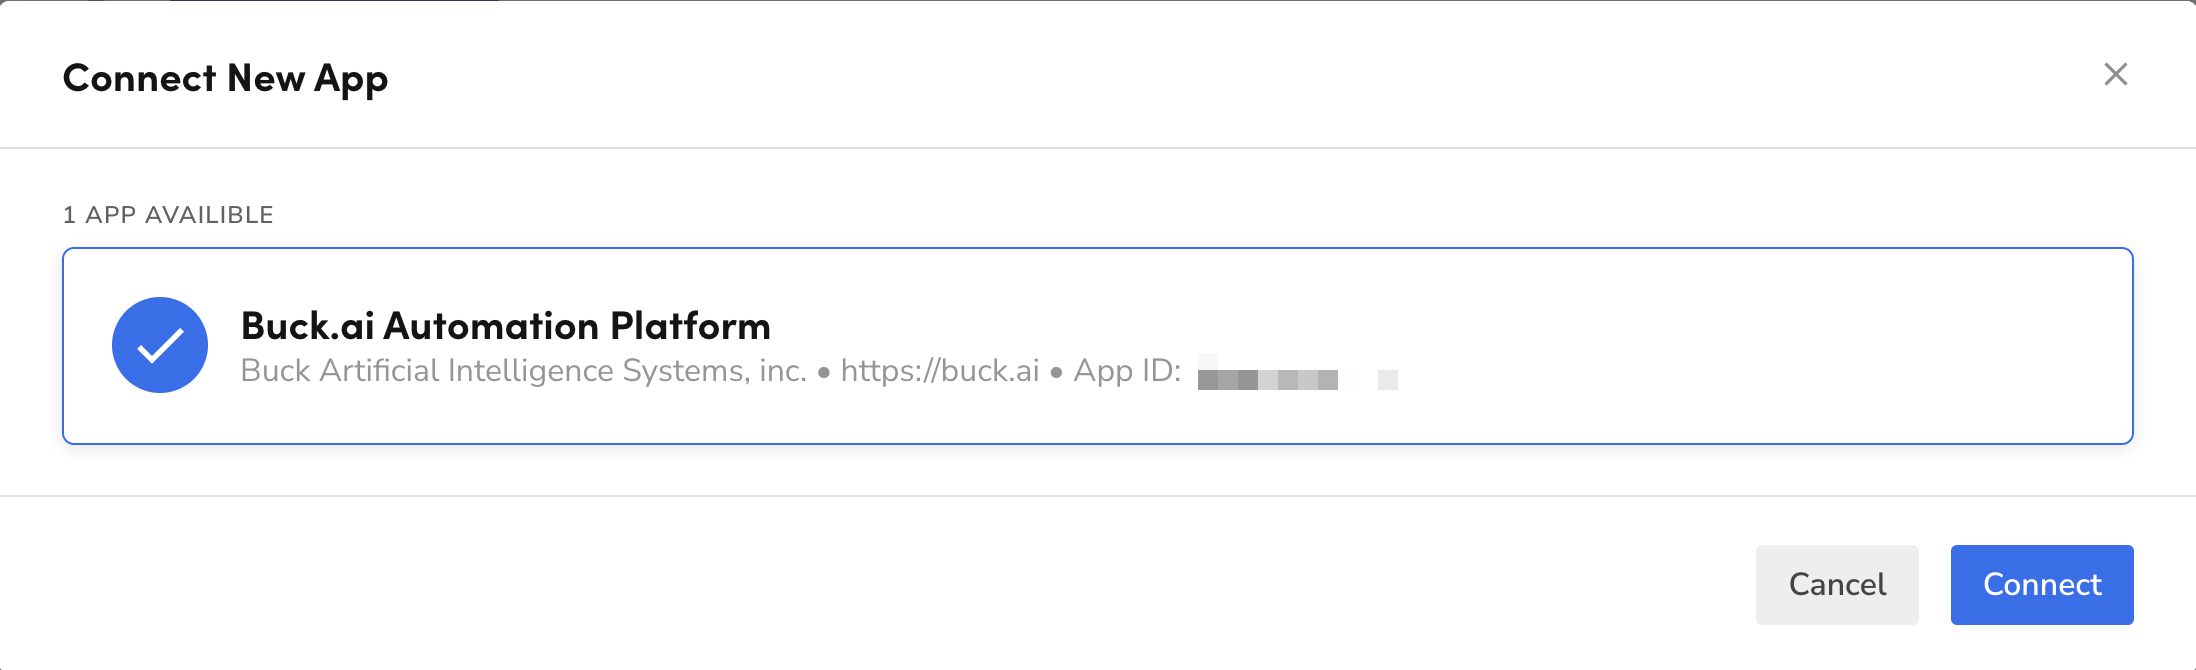 Connect New App
1 APP AVAILIBLE
Buck.ai Automation Platform
Buck Artificial Intelligence Systems, inc. • https://buck.ai • App ID:
Cancel
Connect